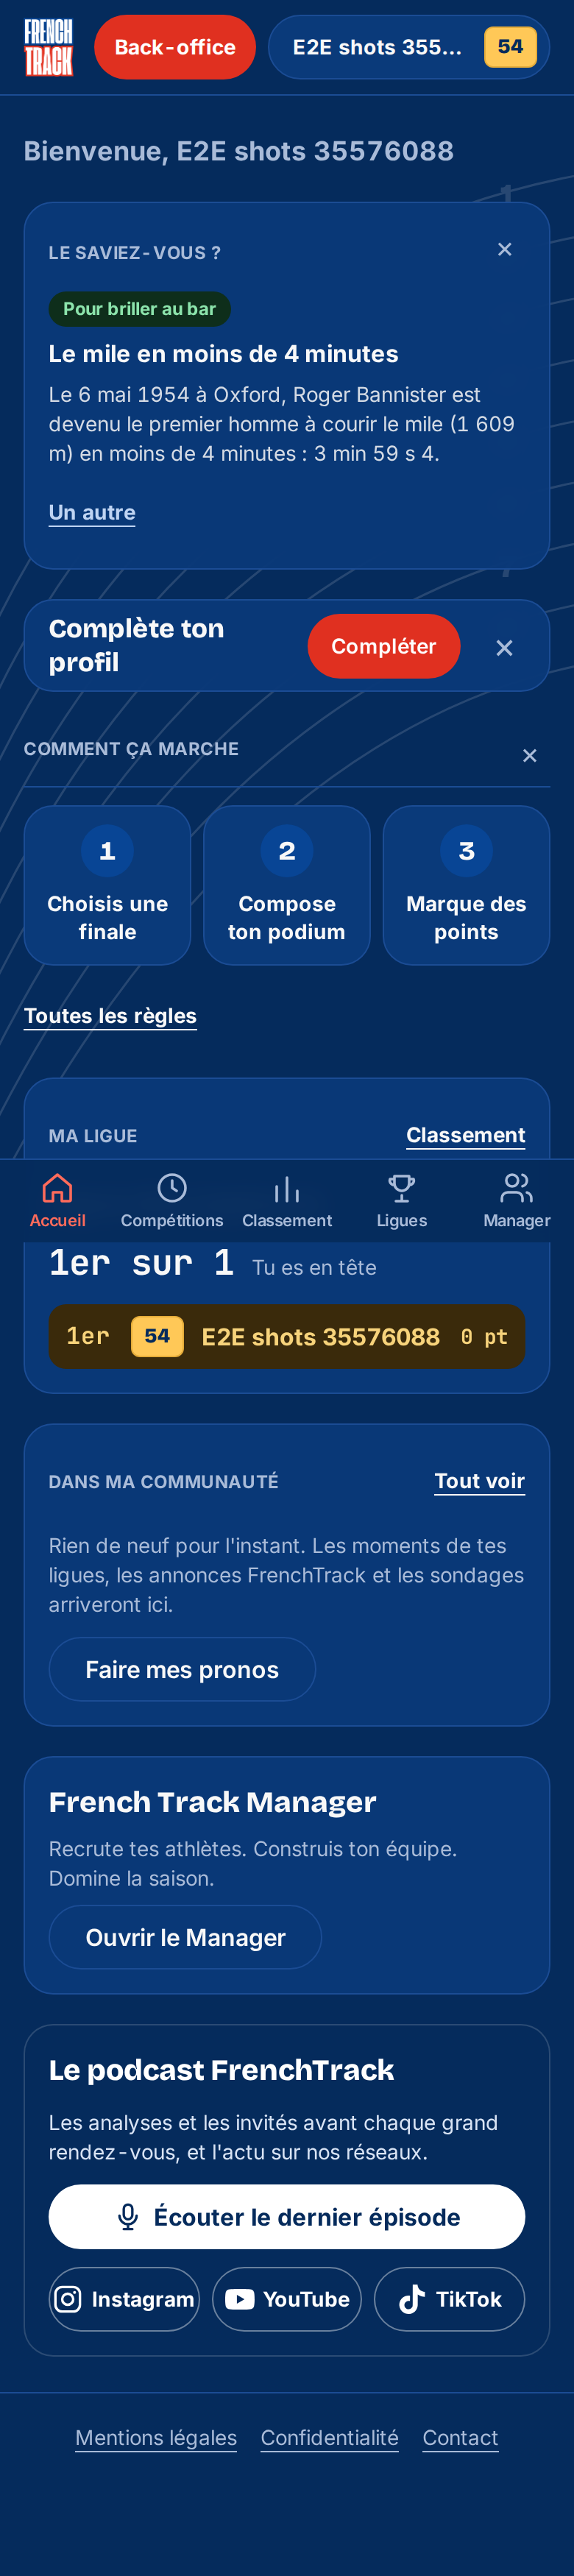 FRENCH
TRACK
Back-office
E2E shots 355... 54
Bienvenue, E2E shots 35576088
1
LE SAVIEZ-VOUS ?
Pour briller au bar
Le mile en moins de 4 minutes
Le 6 mai 1954 à Oxford, Roger Bannister est
devenu le premier homme à courir le mile (1 609
m) en moins de 4 minutes : 3 min 59 s 4.
Un autre
Complète ton
profil
Compléter
COMMENT ÇA MARCHE
1
Choisis une
finale
2
Compose
ton podium
3
Marque des
points
Toutes les règles
MA LIGUE
Classement
Accueil
Compétitions
Classement
Ligues
Manager
1er sur 1 Tu es en tête
1er 54 E2E shots 35576088 0 pt
DANS MA COMMUNAUTÉ
Tout voir
Rien de neuf pour l'instant. Les moments de tes
ligues, les annonces FrenchTrack et les sondages
arriveront ici.
Faire mes pronos
French Track Manager
Recrute tes athlètes. Construis ton équipe.
Domine la saison.
Ouvrir le Manager
Le podcast FrenchTrack
Les analyses et les invités avant chaque grand
rendez-vous, et l'actu sur nos réseaux.
Écouter le dernier épisode
Instagram
YouTube
TikTok
Mentions légales
Confidentialité
Contact